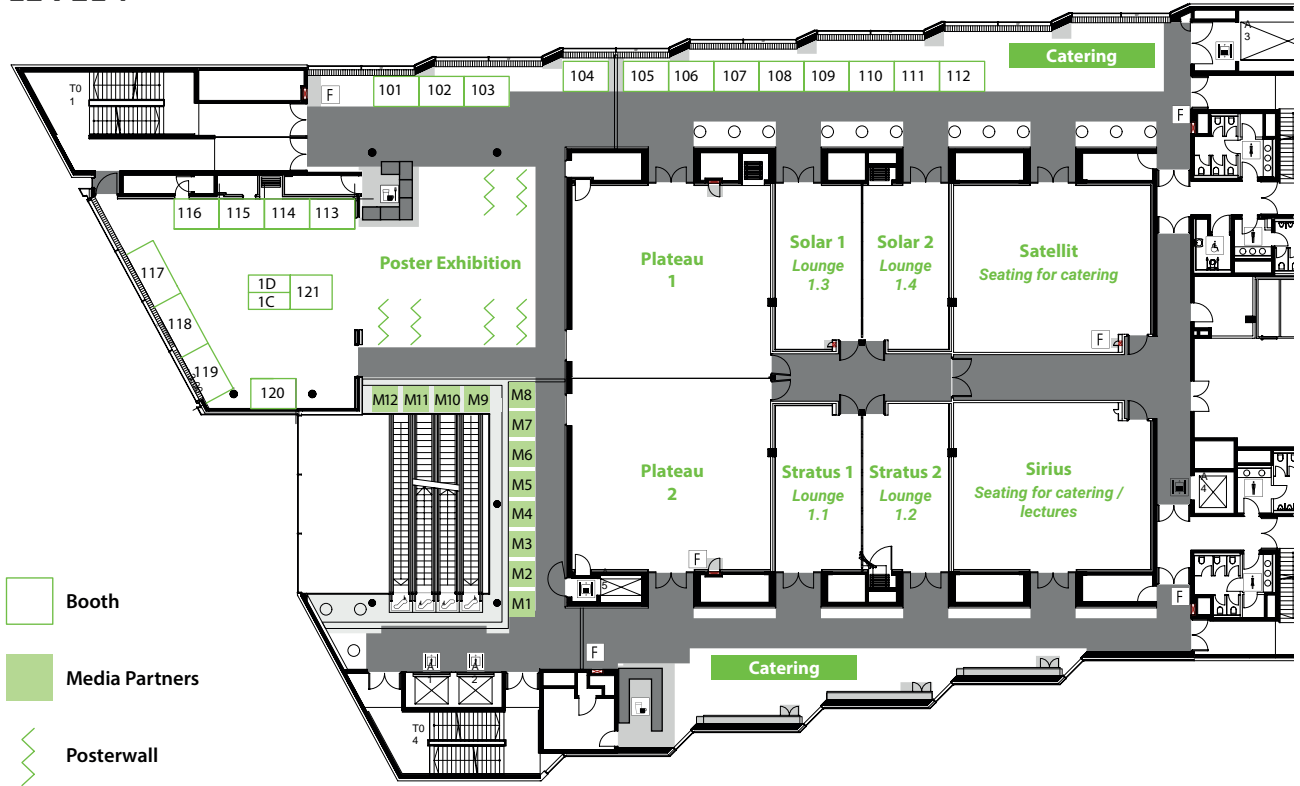 Catering
A
3
T0
1
F
101
102
103
104
105
106
107
108
109
110
111
112
F
116
115
114
113
117
118
119
120
1D
1C
121
Poster Exhibition
Plateau
1
Solar 1
Lounge
1.3
Solar 2
Lounge
1.4
Satellit
Seating for catering
F
M12
M11
M10
M9
M8
M7
M6
M5
M4
M3
M2
M1
Plateau
2
Stratus 1
Lounge
1.1
Stratus 2
Lounge
1.2
Sirius
Seating for catering /
lectures
A
4
F
5
F
F
Catering
A
1
A
2
T0
4
Booth
Media Partners
Posterwall